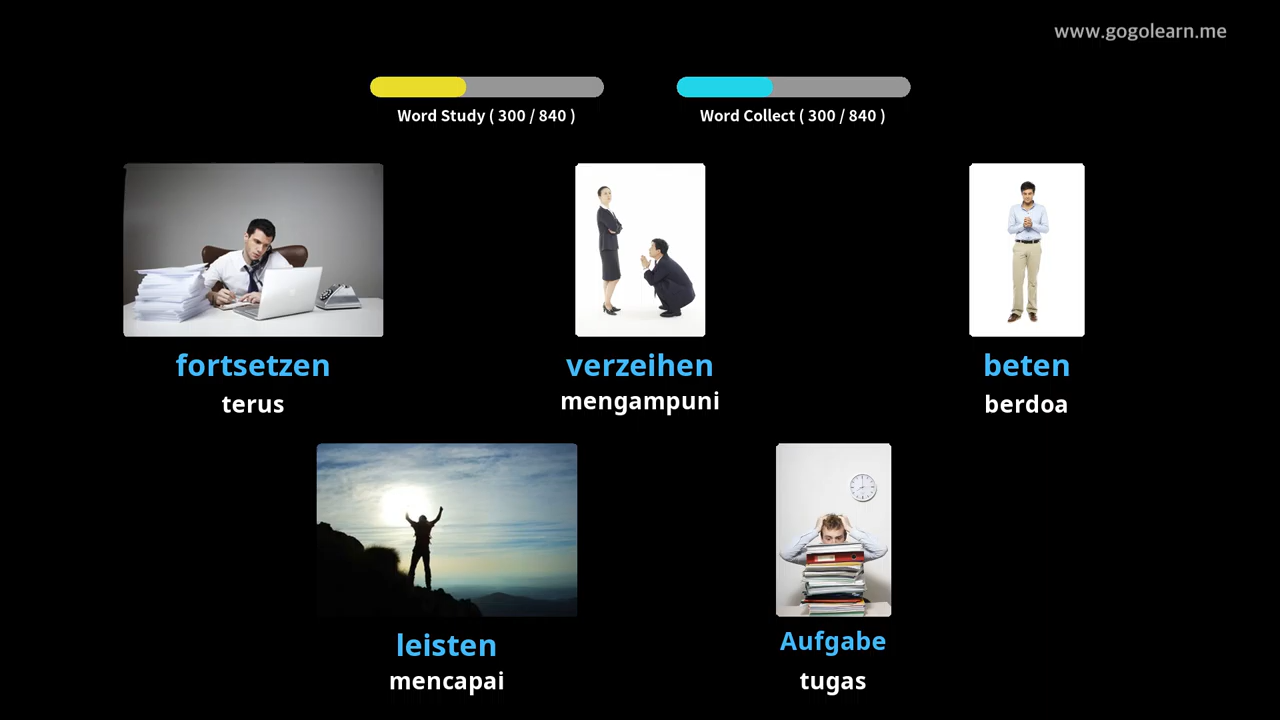 www.gogolearn.me
Word Study ( 300 / 840 )
Word Collect ( 300 / 840 )
fortsetzen
terus
verzeihen
mengampuni
beten
berdoa
leisten
mencapai
Aufgabe
tugas